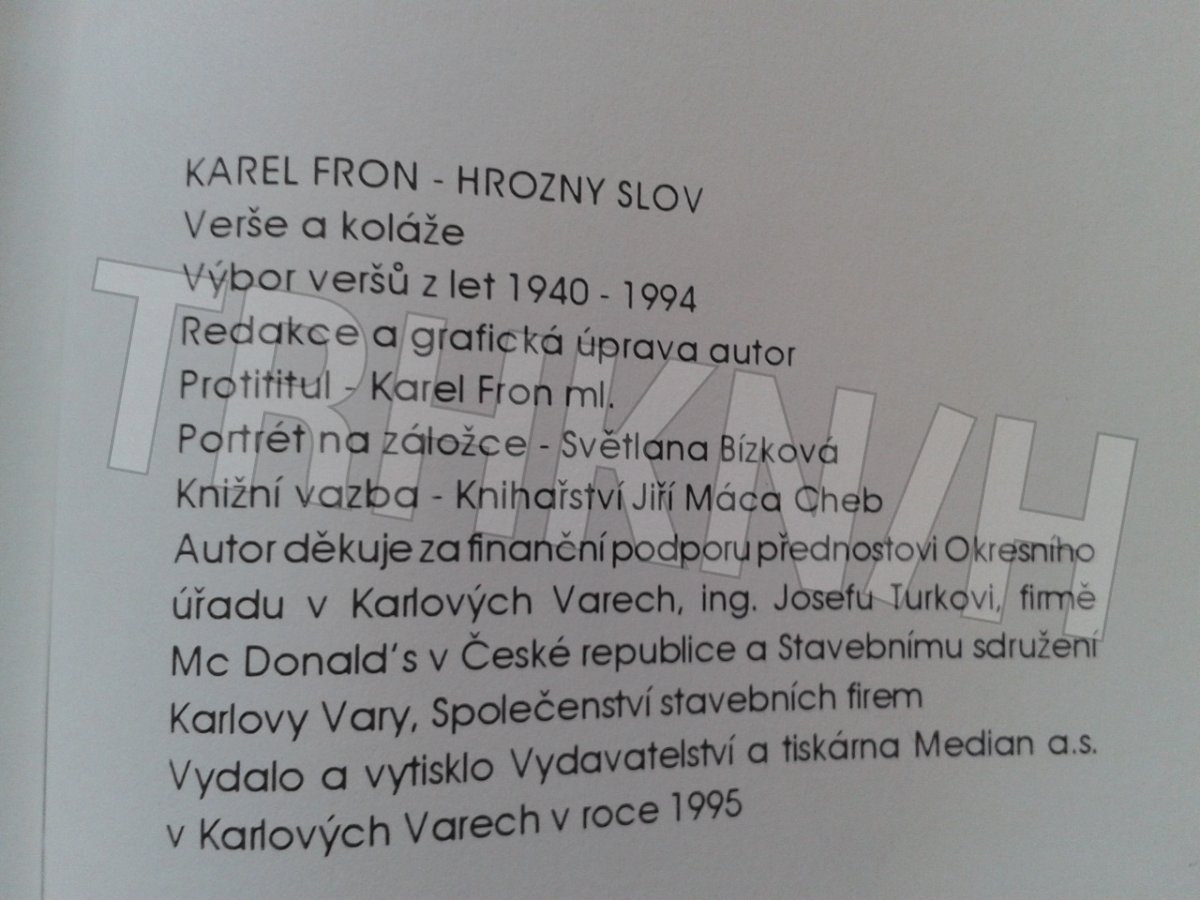 KAREL FRON - HROZNY SLOV
Verše a koláže
Výbor veršů z let 1940 - 1994
Redakce a grafická úprava autor
Protititul - Karel Fron ml.
Portrét na záložce - Světlana Bízková
Knižní vazba - Knihařství Jiří Máca Cheb
Autor děkuje za finanční podporu přednostovi Okresního
úřadu v Karlových Varech, ing. Josefu Turkovi, firmě
Mc Donald's v České republice a Stavebnímu sdružení
Karlovy Vary, Společenství stavebních firem
Vydalo a vytisklo Vydavatelství a tiskárna Median a.s.
v Karlových Varech v roce 1995
TRHKNIH